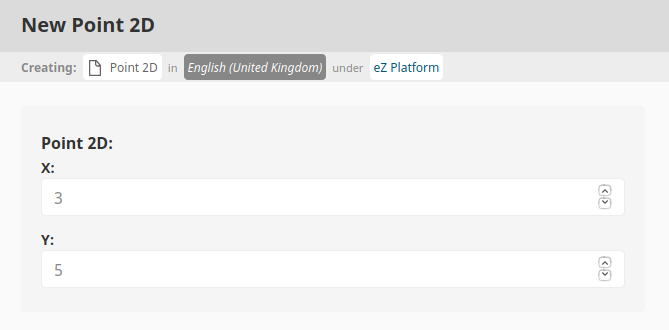 New Point 2D
Creating: Point 2D in English (United Kingdom) under eZ Platform
Point 2D:
X:
3
Y:
5